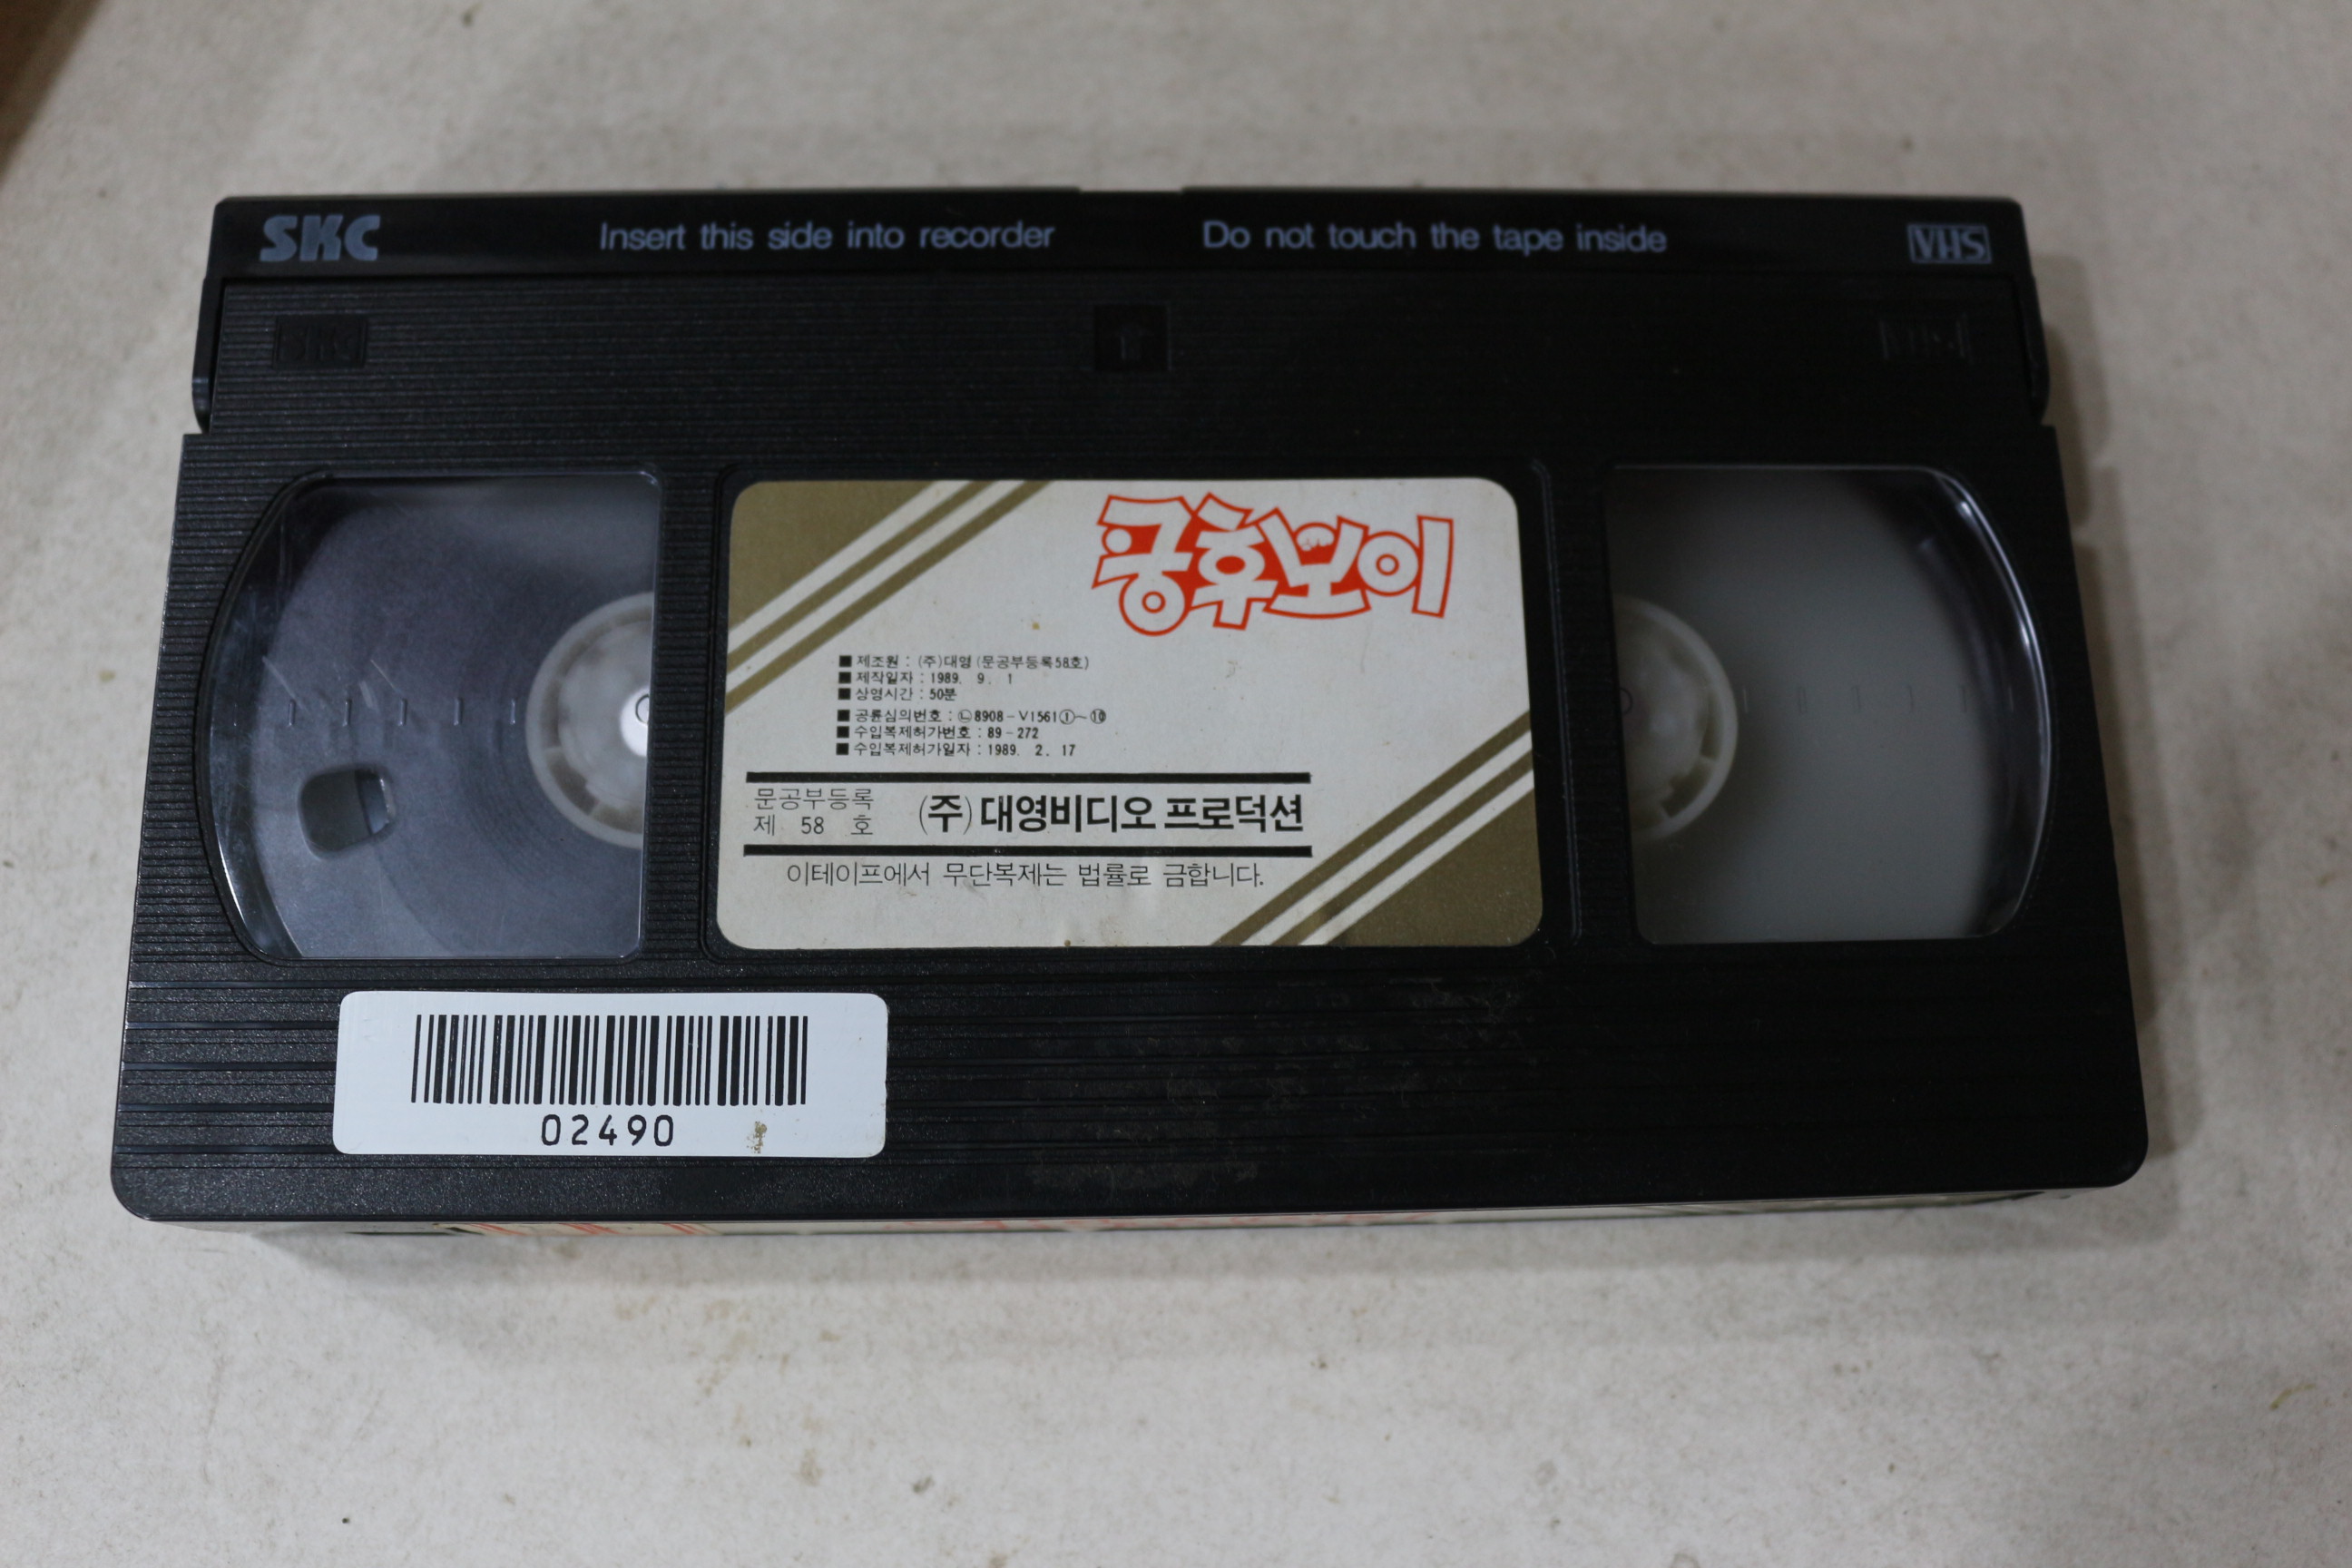 SKC
Insert this side into recorder
Do not touch the tape inside
VHS
SKC
VHS
쿵후보이
■ 제조원 : (주)대영 (문공부등록58호)
■ 제작일자 : 1989. 9. 1
■ 상영시간 : 50분
■ 공륜심의번호 : ㉡8908-V1561①~⑩
■ 수입복제허가번호 : 89-272
■ 수입복제허가일자 : 1989. 2. 17
문공부등록
제 58 호
(주)대영비디오 프로덕션
이테이프에서 무단복제는 법률로 금합니다.
02490